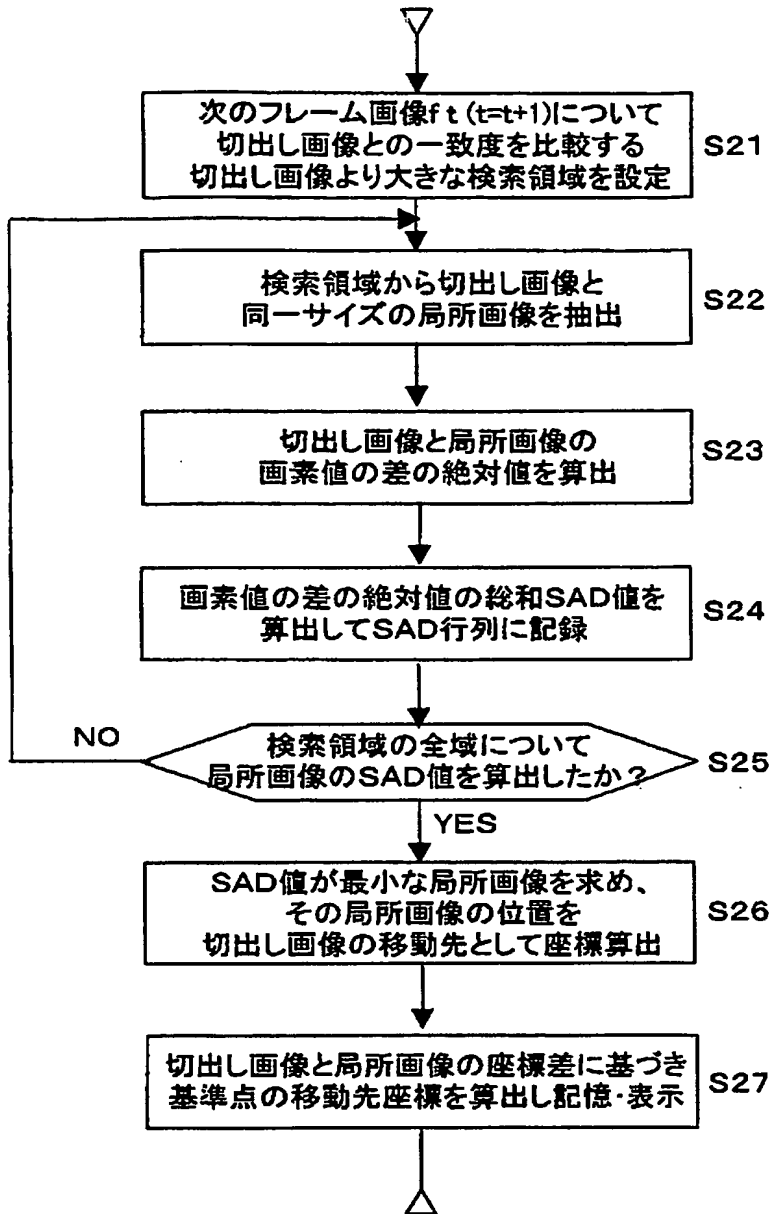 次のフレーム画像ft(t=t+1)について
切出し画像との一致度を比較する
切出し画像より大きな検索領域を設定
S21
検索領域から切出し画像と
同一サイズの局所画像を抽出
S22
切出し画像と局所画像の
画素値の差の絶対値を算出
S23
画素値の差の絶対値の総和SAD値を
算出してSAD行列に記録
S24
NO
検索領域の全域について
局所画像のSAD値を算出したか?
S25
YES
SAD値が最小な局所画像を求め、
その局所画像の位置を
切出し画像の移動先として座標算出
S26
切出し画像と局所画像の座標差に基づき
基準点の移動先座標を算出し記憶・表示
S27